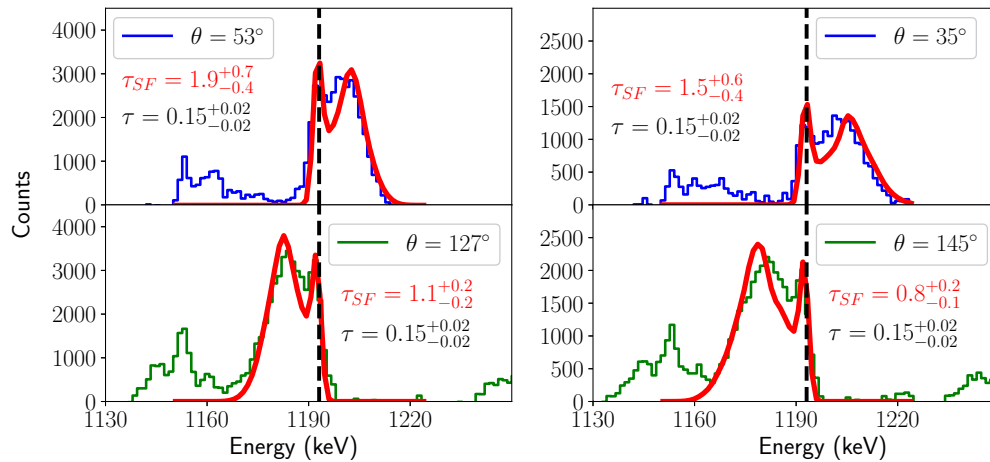 Counts
4000
3000
2000
1000
0
θ = 53°
τ_SF = 1.9^{+0.7}_{-0.4}
τ = 0.15^{+0.02}_{-0.02}
2500
2000
1500
1000
500
0
θ = 35°
τ_SF = 1.5^{+0.6}_{-0.4}
τ = 0.15^{+0.02}_{-0.02}
4000
3000
2000
1000
0
θ = 127°
τ_SF = 1.1^{+0.2}_{-0.2}
τ = 0.15^{+0.02}_{-0.02}
1130 1160 1190 1220
Energy (keV)
2500
2000
1500
1000
500
0
θ = 145°
τ_SF = 0.8^{+0.2}_{-0.1}
τ = 0.15^{+0.02}_{-0.02}
1130 1160 1190 1220
Energy (keV)